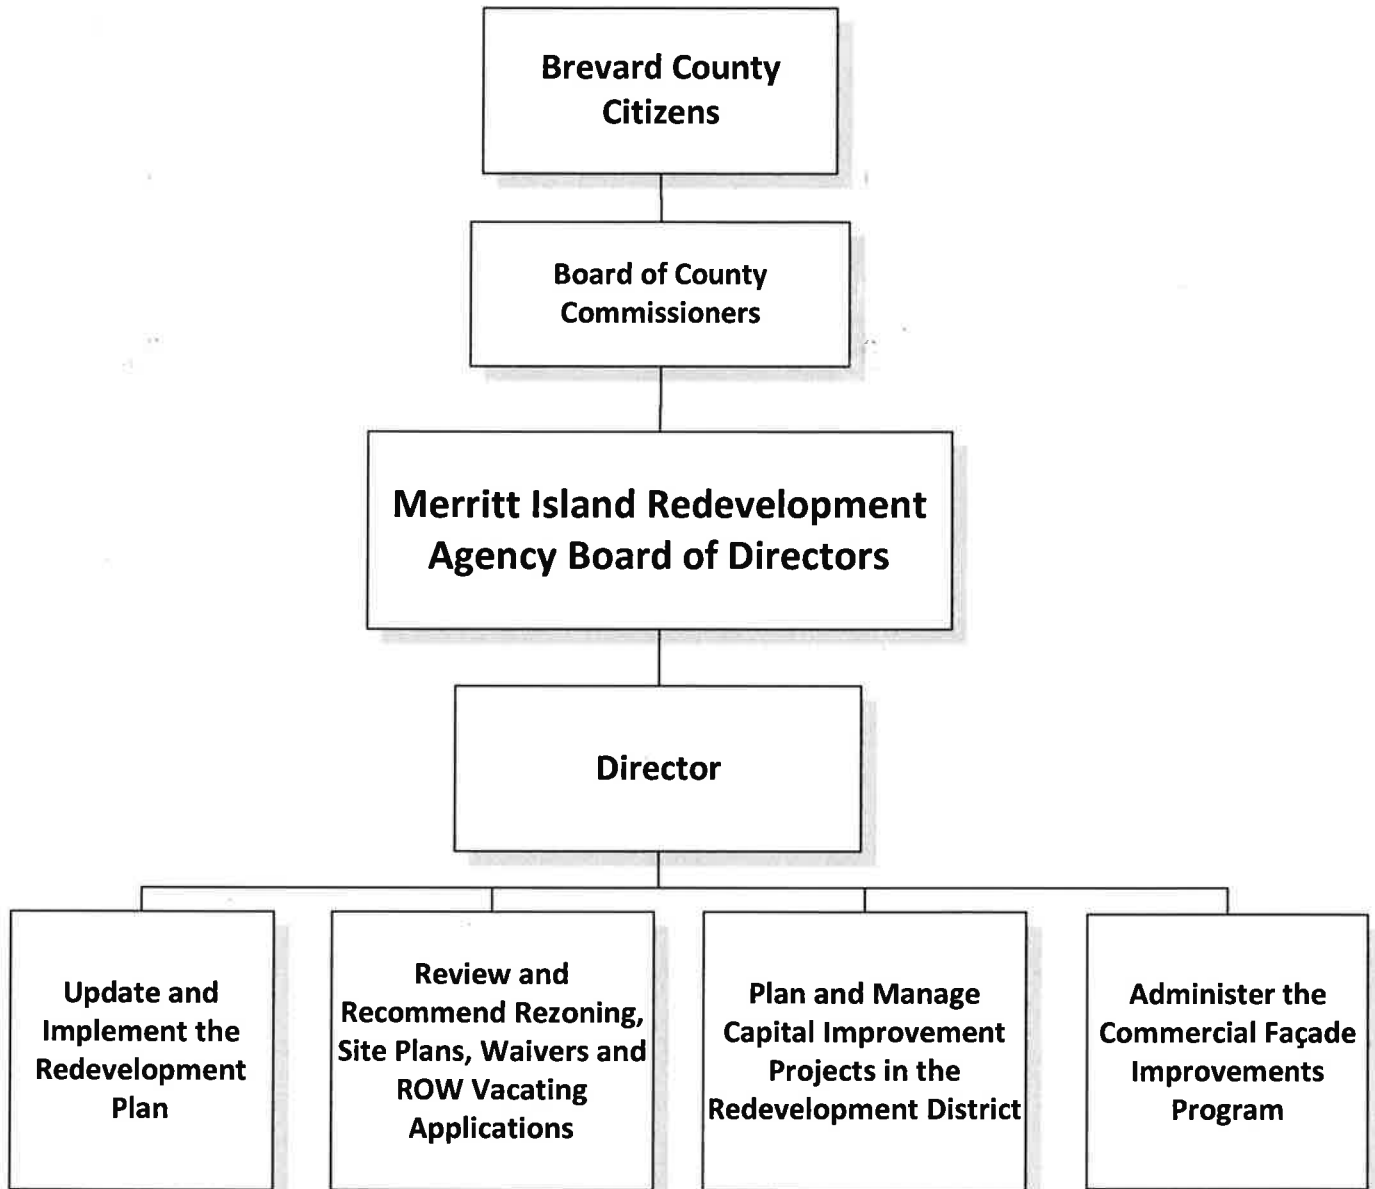 Brevard County
Citizens
Board of County
Commissioners
Merritt Island Redevelopment
Agency Board of Directors
Director
Update and
Implement the
Redevelopment
Plan
Review and
Recommend Rezoning,
Site Plans, Waivers and
ROW Vacating
Applications
Plan and Manage
Capital Improvement
Projects in the
Redevelopment District
Administer the
Commercial Façade
Improvements
Program